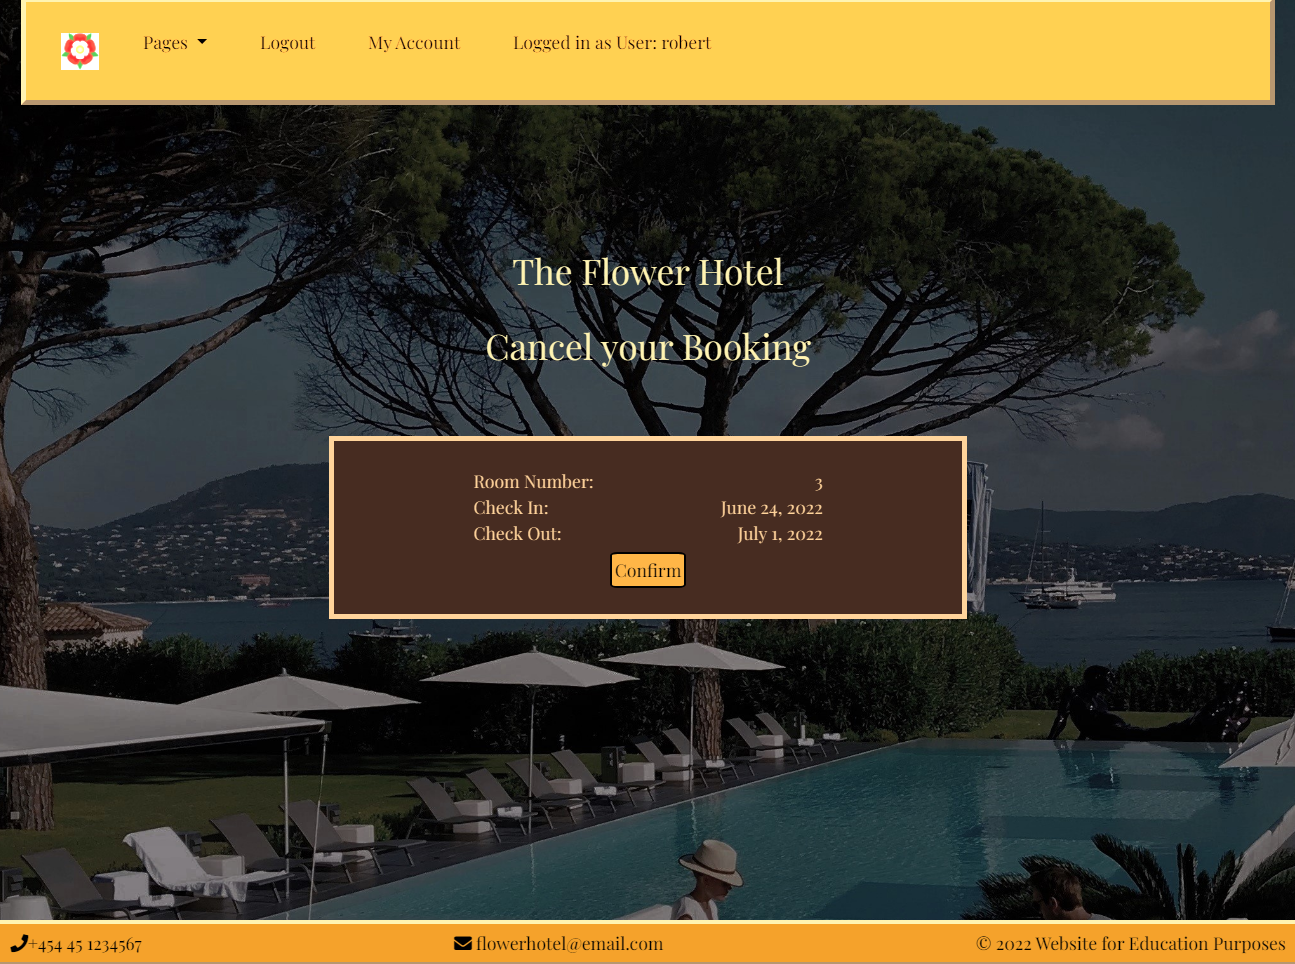 Pages
Logout
My Account
Logged in as User: robert
The Flower Hotel
Cancel your Booking
Room Number: 3
Check In: June 24, 2022
Check Out: July 1, 2022
Confirm
+454 45 1234567
flowerhotel@email.com
© 2022 Website for Education Purposes